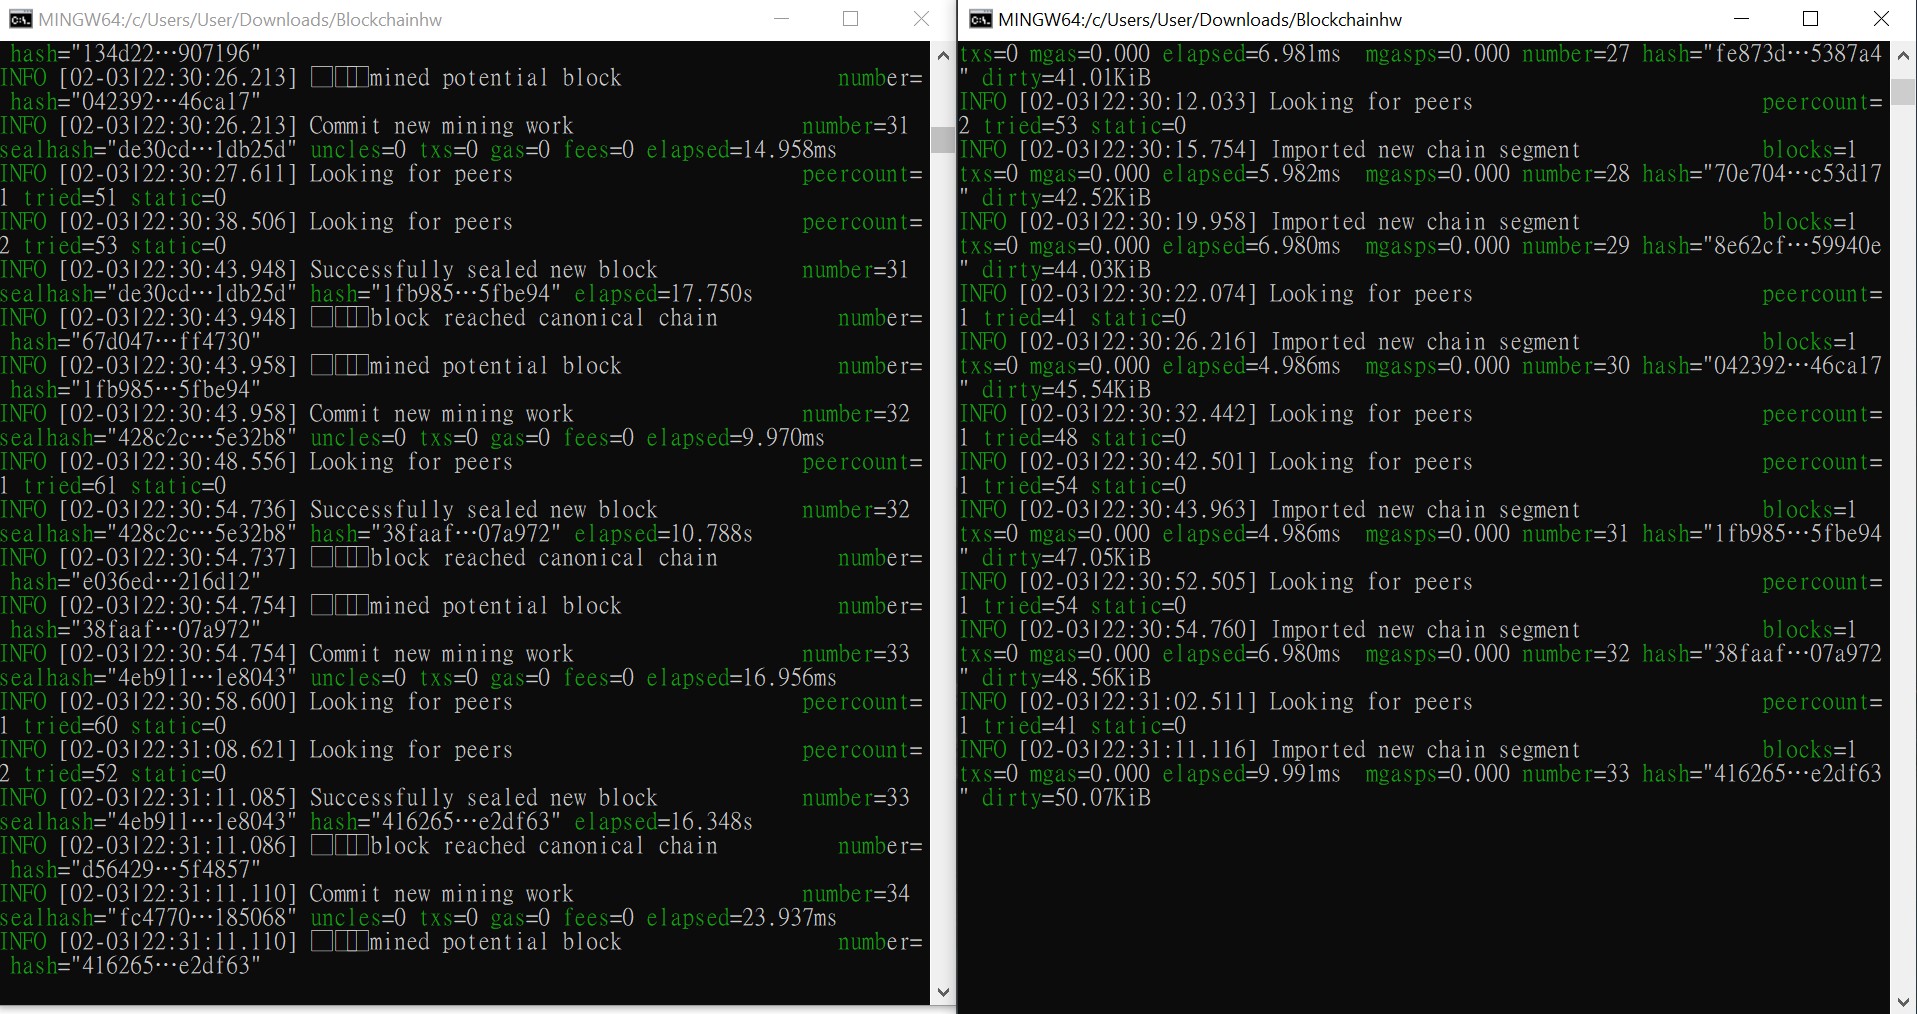 MINGW64:/c/Users/User/Downloads/Blockchainhw
hash="134d22…907196"
INFO [02-03|22:30:26.213] □□□mined potential block number=
hash="042392…46ca17"
INFO [02-03|22:30:26.213] Commit new mining work number=31
sealhash="de30cd…1db25d" uncles=0 txs=0 gas=0 fees=0 elapsed=14.958ms
INFO [02-03|22:30:27.611] Looking for peers peercount=
1 tried=51 static=0
INFO [02-03|22:30:38.506] Looking for peers peercount=
2 tried=53 static=0
INFO [02-03|22:30:43.948] Successfully sealed new block number=31
sealhash="de30cd…1db25d" hash="1fb985…5fbe94" elapsed=17.750s
INFO [02-03|22:30:43.948] □□□block reached canonical chain number=
hash="67d047…ff4730"
INFO [02-03|22:30:43.958] □□□mined potential block number=
hash="1fb985…5fbe94"
INFO [02-03|22:30:43.958] Commit new mining work number=32
sealhash="428c2c…5e32b8" uncles=0 txs=0 gas=0 fees=0 elapsed=9.970ms
INFO [02-03|22:30:48.556] Looking for peers peercount=
1 tried=61 static=0
INFO [02-03|22:30:54.736] Successfully sealed new block number=32
sealhash="428c2c…5e32b8" hash="38faaf…07a972" elapsed=10.788s
INFO [02-03|22:30:54.737] □□□block reached canonical chain number=
hash="e036ed…216d12"
INFO [02-03|22:30:54.754] □□□mined potential block number=
hash="38faaf…07a972"
INFO [02-03|22:30:54.754] Commit new mining work number=33
sealhash="4eb911…1e8043" uncles=0 txs=0 gas=0 fees=0 elapsed=16.956ms
INFO [02-03|22:30:58.600] Looking for peers peercount=
1 tried=60 static=0
INFO [02-03|22:31:08.621] Looking for peers peercount=
2 tried=52 static=0
INFO [02-03|22:31:11.085] Successfully sealed new block number=33
sealhash="4eb911…1e8043" hash="416265…e2df63" elapsed=16.348s
INFO [02-03|22:31:11.086] □□□block reached canonical chain number=
hash="d56429…5f4857"
INFO [02-03|22:31:11.110] Commit new mining work number=34
sealhash="fc4770…185068" uncles=0 txs=0 gas=0 fees=0 elapsed=23.937ms
INFO [02-03|22:31:11.110] □□□mined potential block number=
hash="416265…e2df63"
MINGW64:/c/Users/User/Downloads/Blockchainhw
txs=0 mgas=0.000 elapsed=6.981ms mgasps=0.000 number=27 hash="fe873d…5387a4
" dirty=41.01KiB
INFO [02-03|22:30:12.033] Looking for peers peercount=
2 tried=53 static=0
INFO [02-03|22:30:15.754] Imported new chain segment blocks=1
txs=0 mgas=0.000 elapsed=5.982ms mgasps=0.000 number=28 hash="70e704…c53d17
" dirty=42.52KiB
INFO [02-03|22:30:19.958] Imported new chain segment blocks=1
txs=0 mgas=0.000 elapsed=6.980ms mgasps=0.000 number=29 hash="8e62cf…59940e
" dirty=44.03KiB
INFO [02-03|22:30:22.074] Looking for peers peercount=
1 tried=41 static=0
INFO [02-03|22:30:26.216] Imported new chain segment blocks=1
txs=0 mgas=0.000 elapsed=4.986ms mgasps=0.000 number=30 hash="042392…46ca17
" dirty=45.54KiB
INFO [02-03|22:30:32.442] Looking for peers peercount=
1 tried=48 static=0
INFO [02-03|22:30:42.501] Looking for peers peercount=
1 tried=54 static=0
INFO [02-03|22:30:43.963] Imported new chain segment blocks=1
txs=0 mgas=0.000 elapsed=4.986ms mgasps=0.000 number=31 hash="1fb985…5fbe94
" dirty=47.05KiB
INFO [02-03|22:30:52.505] Looking for peers peercount=
1 tried=54 static=0
INFO [02-03|22:30:54.760] Imported new chain segment blocks=1
txs=0 mgas=0.000 elapsed=6.980ms mgasps=0.000 number=32 hash="38faaf…07a972
" dirty=48.56KiB
INFO [02-03|22:31:02.511] Looking for peers peercount=
1 tried=41 static=0
INFO [02-03|22:31:11.116] Imported new chain segment blocks=1
txs=0 mgas=0.000 elapsed=9.991ms mgasps=0.000 number=33 hash="416265…e2df63
" dirty=50.07KiB